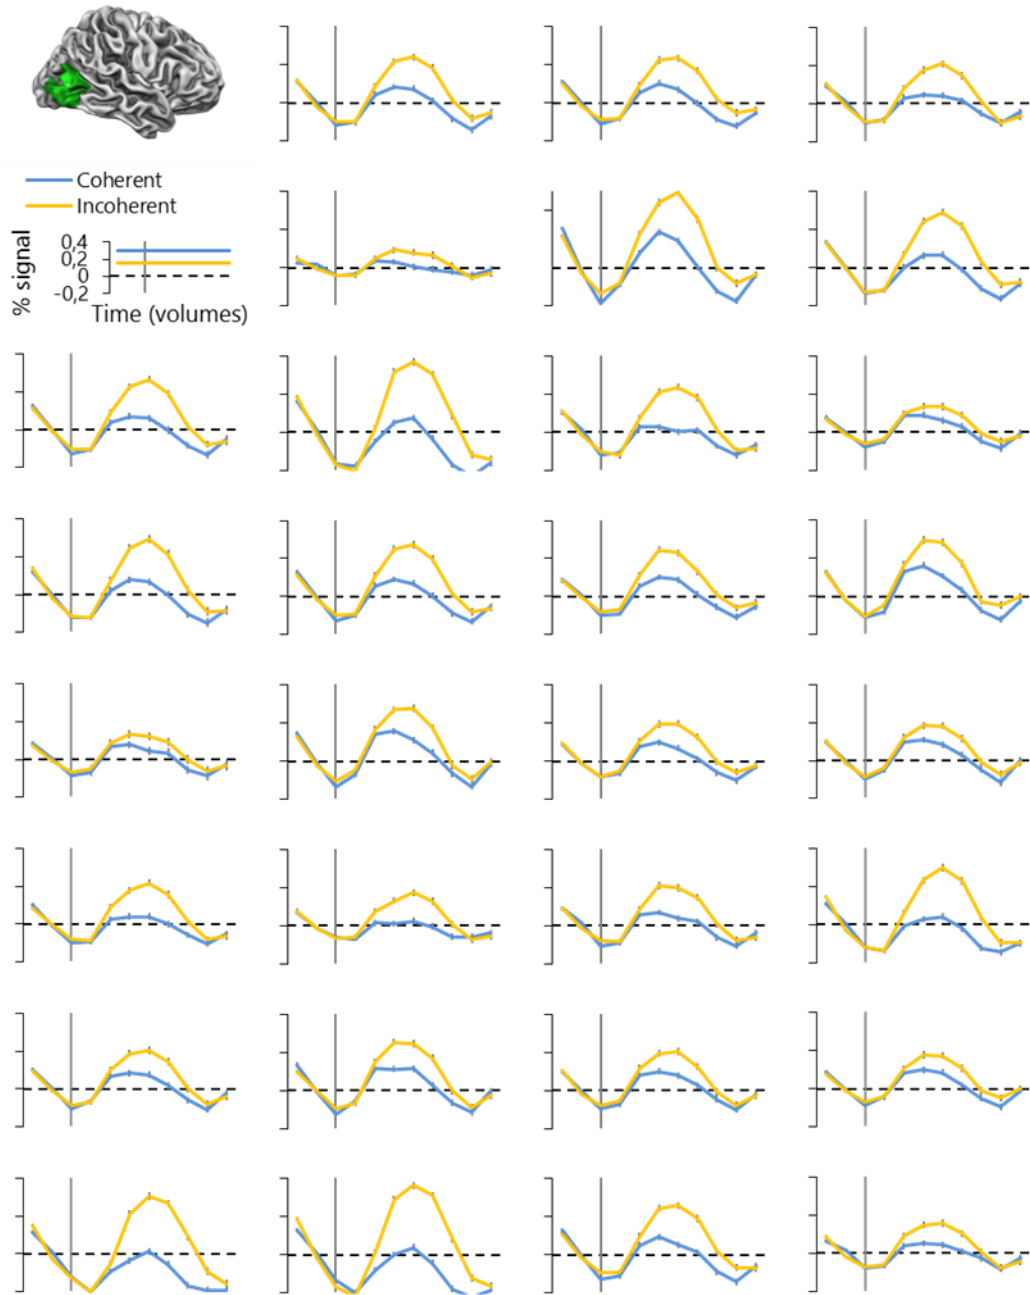 Coherent
Incoherent
% signal
0,4
0,2
0
-0,2
Time (volumes)